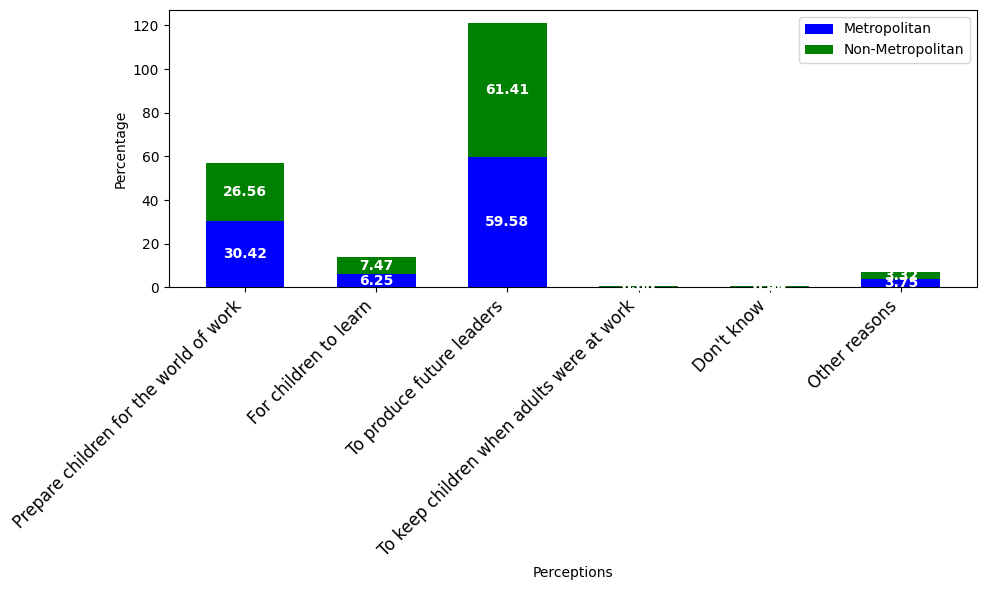 120
100
80
60
40
20
0
Percentage
Metropolitan
Non-Metropolitan
26.56
30.42
7.47
6.25
61.41
59.58
3.32
3.75
Prepare children for the world of work
For children to learn
To produce future leaders
To keep children when adults were at work
Don't know
Other reasons
Perceptions